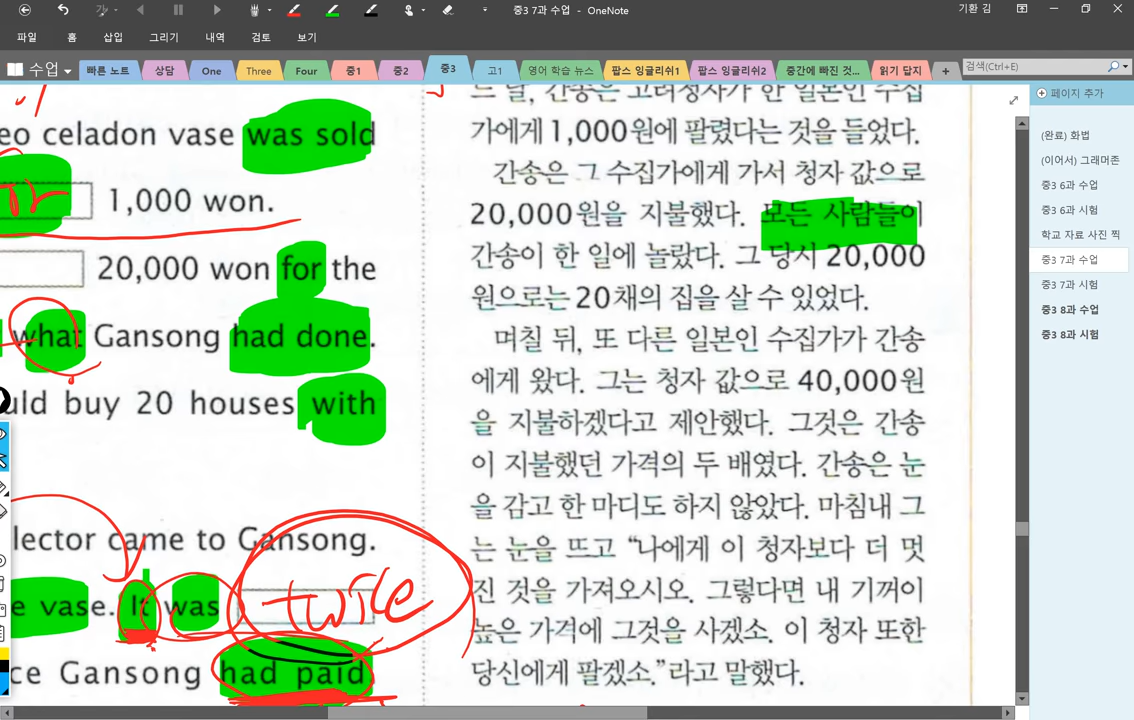 중3 7과 수업 - OneNote
기환 김
파일 홈 삽입 그리기 내역 검토 보기
수업 빠른 노트 상담 One Three Four 중1 중2 중3 고1 영어 학습 뉴스 팝스 잉글리쉬1 팝스 잉글리쉬2 중간에 빠진 것... 읽기 답지 + 검색(Ctrl+E)
페이지 추가
(완료) 화법
(이어서) 그래머존
중3 6과 수업
중3 6과 시험
학교 자료 사진 찍
중3 7과 수업
중3 7과 시험
중3 8과 수업
중3 8과 시험
eo celadon vase was sold
1,000 won.
20,000 won for the
what Gansong had done.
uld buy 20 houses with
lector came to Gansong.
e vase. It was twice
ce Gansong had paid
느 날, 간송은 고려청자가 한 일본인 수집
가에게 1,000원에 팔렸다는 것을 들었다.
간송은 그 수집가에게 가서 청자 값으로
20,000원을 지불했다. 모든 사람들이
간송이 한 일에 놀랐다. 그 당시 20,000
원으로는 20채의 집을 살 수 있었다.
며칠 뒤, 또 다른 일본인 수집가가 간송
에게 왔다. 그는 청자 값으로 40,000원
을 지불하겠다고 제안했다. 그것은 간송
이 지불했던 가격의 두 배였다. 간송은 눈
을 감고 한 마디도 하지 않았다. 마침내 그
는 눈을 뜨고 “나에게 이 청자보다 더 멋
진 것을 가져오시오. 그렇다면 내 기꺼이
높은 가격에 그것을 사겠소. 이 청자 또한
당신에게 팔겠소.”라고 말했다.